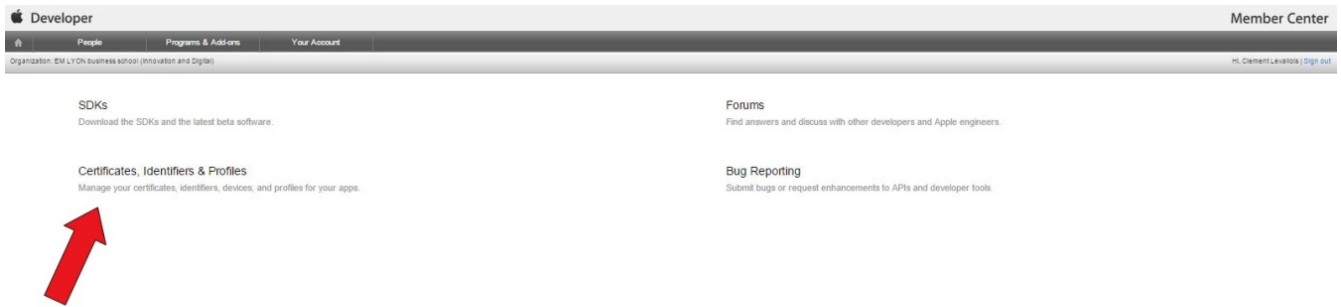 Developer
Member Center
People Programs & Add-ons Your Account
Organization: EM LYON business school (Innovation and Digital)
Hi, Clement Levallois | Sign out
SDKs
Download the SDKs and the latest beta software.
Forums
Find answers and discuss with other developers and Apple engineers.
Certificates, Identifiers & Profiles
Manage your certificates, identifiers, devices, and profiles for your apps.
Bug Reporting
Submit bugs or request enhancements to APIs and developer tools.